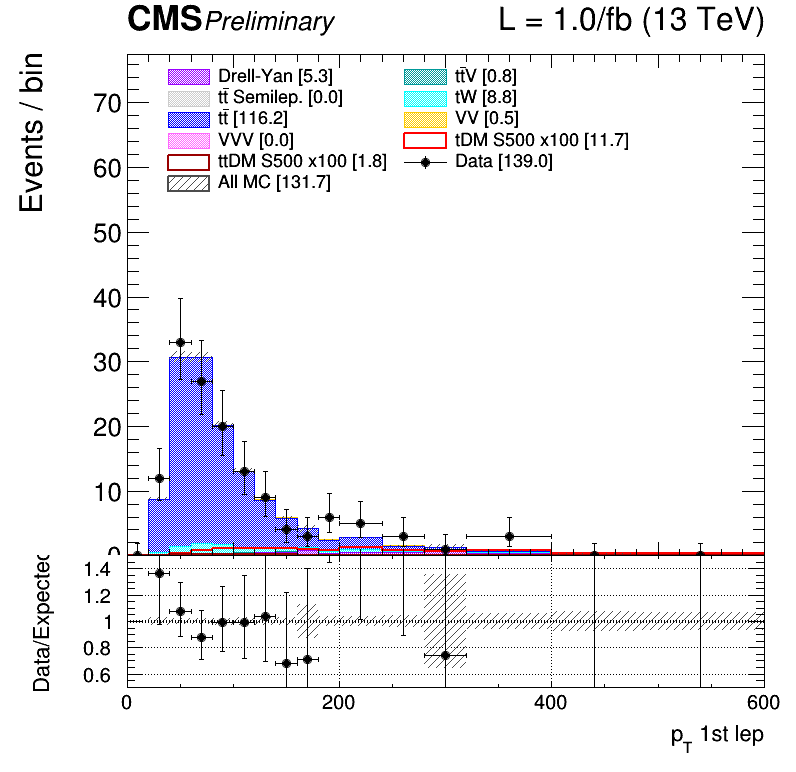 CMS Preliminary L = 1.0/fb (13 TeV)
Events / bin
Drell-Yan [5.3] tt̄V [0.8]
tt̄ Semilep. [0.0] tW [8.8]
tt̄ [116.2] VV [0.5]
VVV [0.0] tDM S500 x100 [11.7]
ttDM S500 x100 [1.8] Data [139.0]
All MC [131.7]
70
60
50
40
30
20
10
0
Data/Expected
1.4
1.2
1
0.8
0.6
0 200 400 600
p_T 1st lep